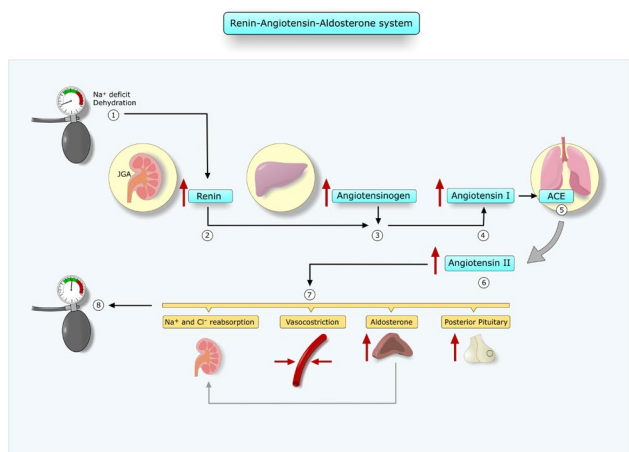 Renin-Angiotensin-Aldosterone system
Na⁺ deficit
Dehydration
1
JGA
Renin
Angiotensinogen
Angiotensin I
ACE
2
3
4
5
Angiotensin II
6
7
8
Na⁺ and Cl⁻ reabsorption
Vasocostriction
Aldosterone
Posterior Pituitary